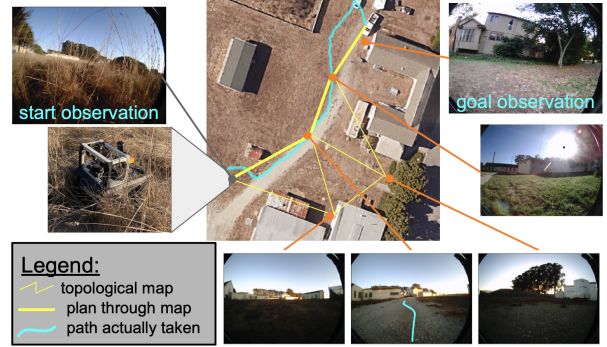 start observation
goal observation
Legend:
topological map
plan through map
path actually taken